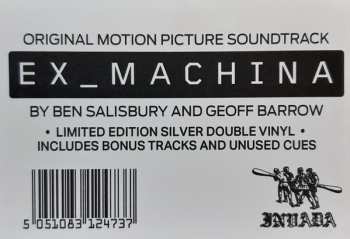 ORIGINAL MOTION PICTURE SOUNDTRACK
EX_MACHINA
BY BEN SALISBURY AND GEOFF BARROW
• LIMITED EDITION SILVER DOUBLE VINYL •
INCLUDES BONUS TRACKS AND UNUSED CUES
5 051083 124737
INVADA